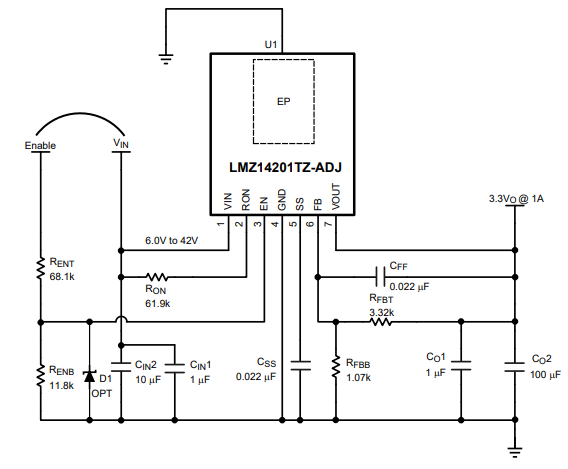 U1
EP
LMZ14201TZ-ADJ
VIN
RON
EN
GND
SS
FB
VOUT
1
2
3
4
5
6
7
Enable
VIN
3.3VO @ 1A
6.0V to 42V
RENT
68.1k
RON
61.9k
CFF
0.022 µF
RFBT
3.32k
RENB
11.8k
D1
OPT
CIN2
10 µF
CIN1
1 µF
CSS
0.022 µF
RFBB
1.07k
CO1
1 µF
CO2
100 µF